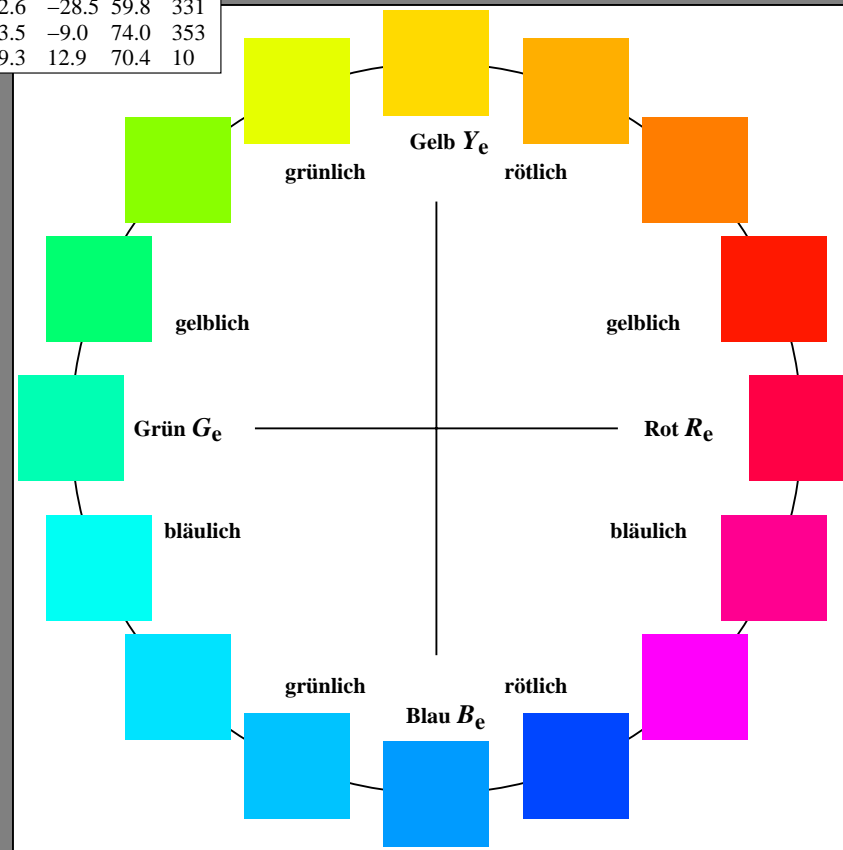 2.6 −28.5 59.8 331
3.5 −9.0 74.0 353
9.3 12.9 70.4 10
Gelb Yₑ
grünlich rötlich
gelblich gelblich
Grün Gₑ Rot Rₑ
bläulich bläulich
grünlich rötlich
Blau Bₑ